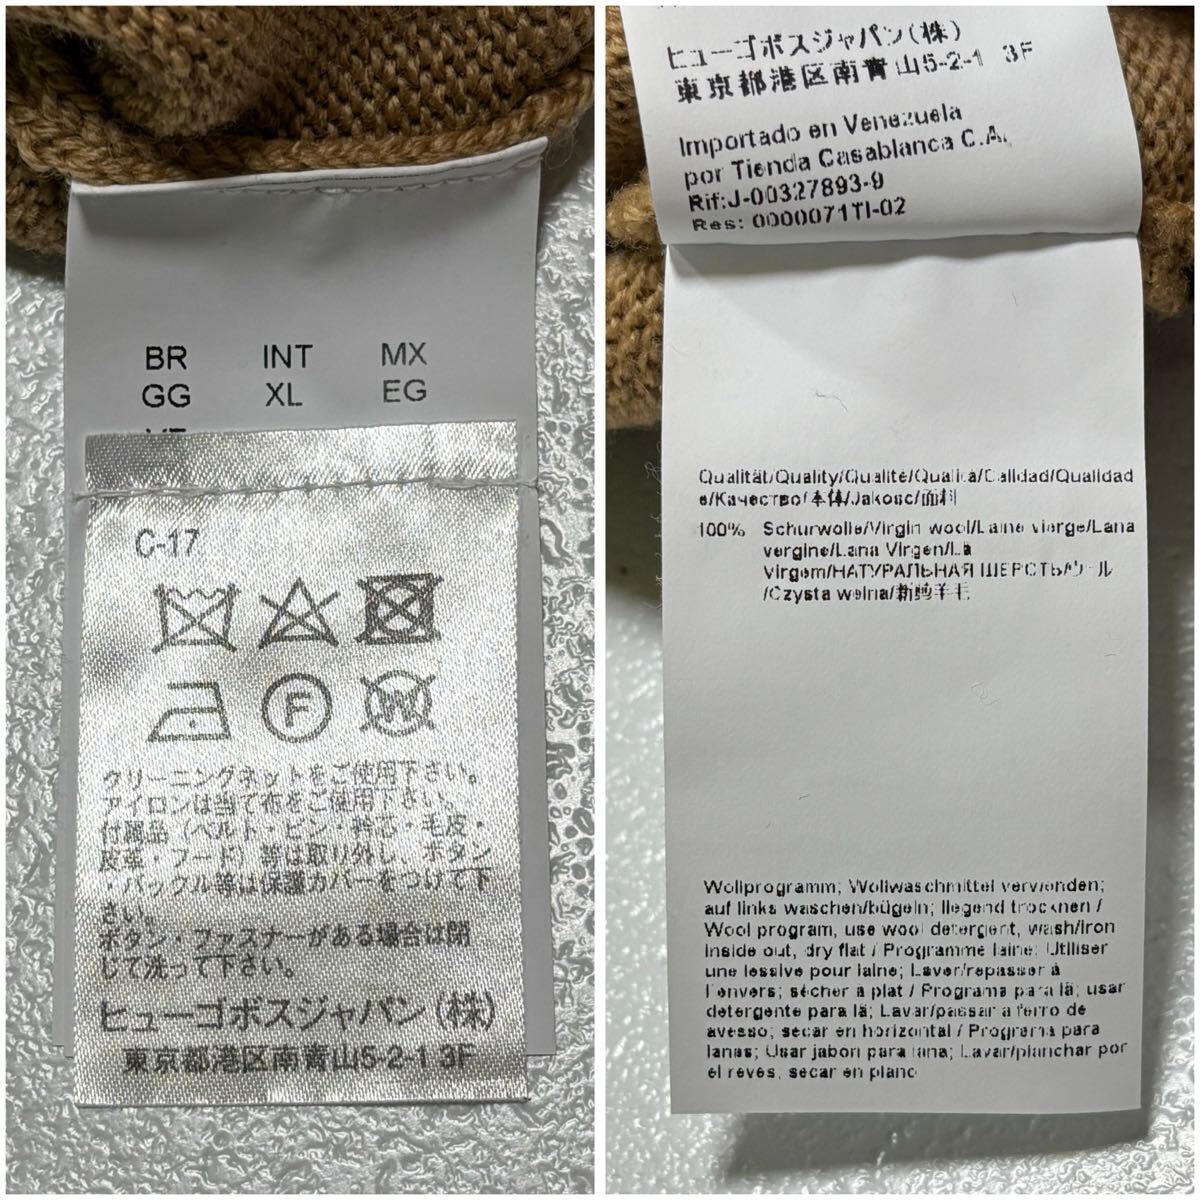 BR INT MX
GG XL EG
C-17
F
W
クリーニングネットをご使用下さい。
アイロンは当て布をご使用下さい。
付属品（ベルト・ピン・衿芯・毛皮・
皮革・フード）等は取り外し、ボタン
・バックル等は保護カバーをつけて下
さい。
ボタン・ファスナーがある場合は閉
じて洗って下さい。
ヒューゴボスジャパン(株)
東京都港区南青山5-2-1 3F
ヒューゴボスジャパン(株)
東京都港区南青山5-2-1 3F
Importado en Venezuela
por Tienda Casablanca C.A.
Rif:J-00327893-9
Res: 0000071TI-02
Qualität/Quality/Qualité/Qualità/Calidad/Qualidad
e/Качество/本体/Jakość/面料
100% Schurwolle/Virgin wool/Laine vierge/Lana
vergine/Lana Virgen/Lã
Virgem/НАТУРАЛЬНАЯ ШЕРСТЬ/ウール
/Czysta wełna/新剪羊毛
Wollprogramm; Wollwaschmittel verwenden;
auf links waschen/bügeln; liegend trocknen /
Wool program, use wool detergent, wash/iron
inside out, dry flat / Programme laine; Utiliser
une lessive pour laine; Laver/repasser à
l'envers; sécher à plat / Programa para lã; usar
detergente para lã; Lavar/passar a ferro de
avesso; secar en horizontal / Programa para
lanas; Usar jabon para lana; Lavar/planchar por
el reves, secar en plano